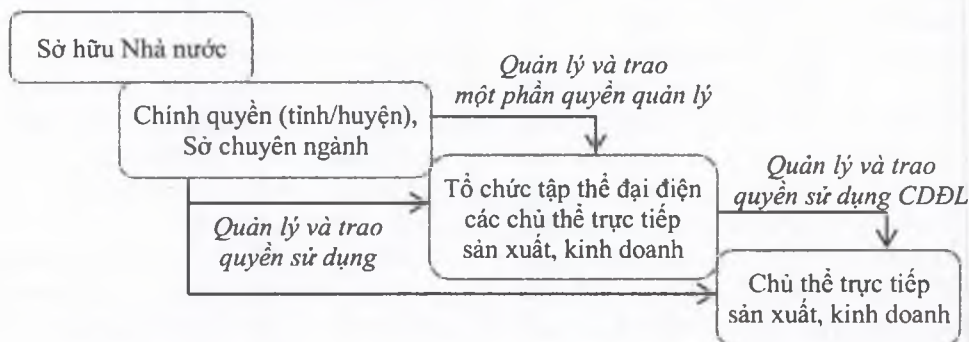 Sở hữu Nhà nước
Quản lý và trao
một phần quyền quản lý
Chính quyền (tỉnh/huyện),
Sở chuyên ngành
Quản lý và trao
quyền sử dụng CDĐL
Tổ chức tập thể đại điện
các chủ thể trực tiếp
sản xuất, kinh doanh
Quản lý và trao
quyền sử dụng
Chủ thể trực tiếp
sản xuất, kinh doanh